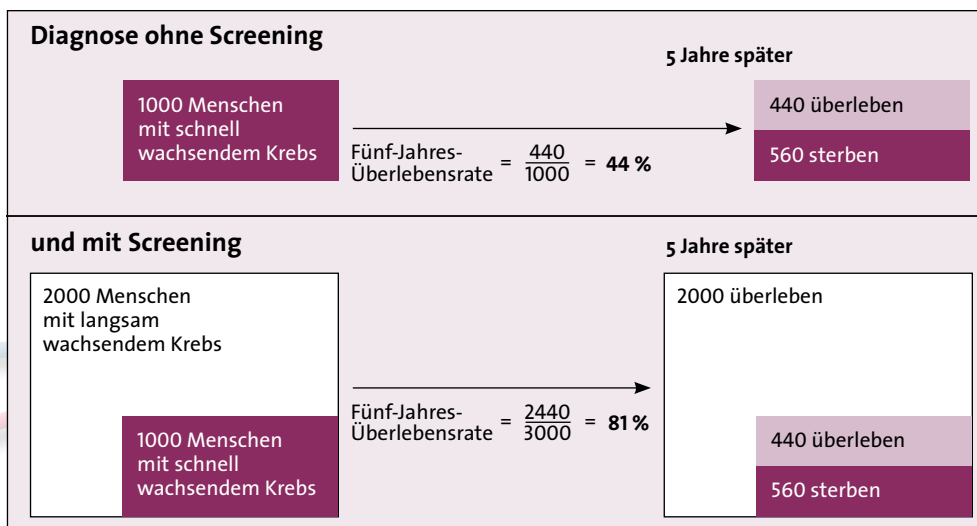 Diagnose ohne Screening
5 Jahre später
1000 Menschen
mit schnell
wachsendem Krebs
Fünf-Jahres-
Überlebensrate = 440/1000 = 44 %
440 überleben
560 sterben
und mit Screening
5 Jahre später
2000 Menschen
mit langsam
wachsendem Krebs
1000 Menschen
mit schnell
wachsendem Krebs
Fünf-Jahres-
Überlebensrate = 2440/3000 = 81 %
2000 überleben
440 überleben
560 sterben